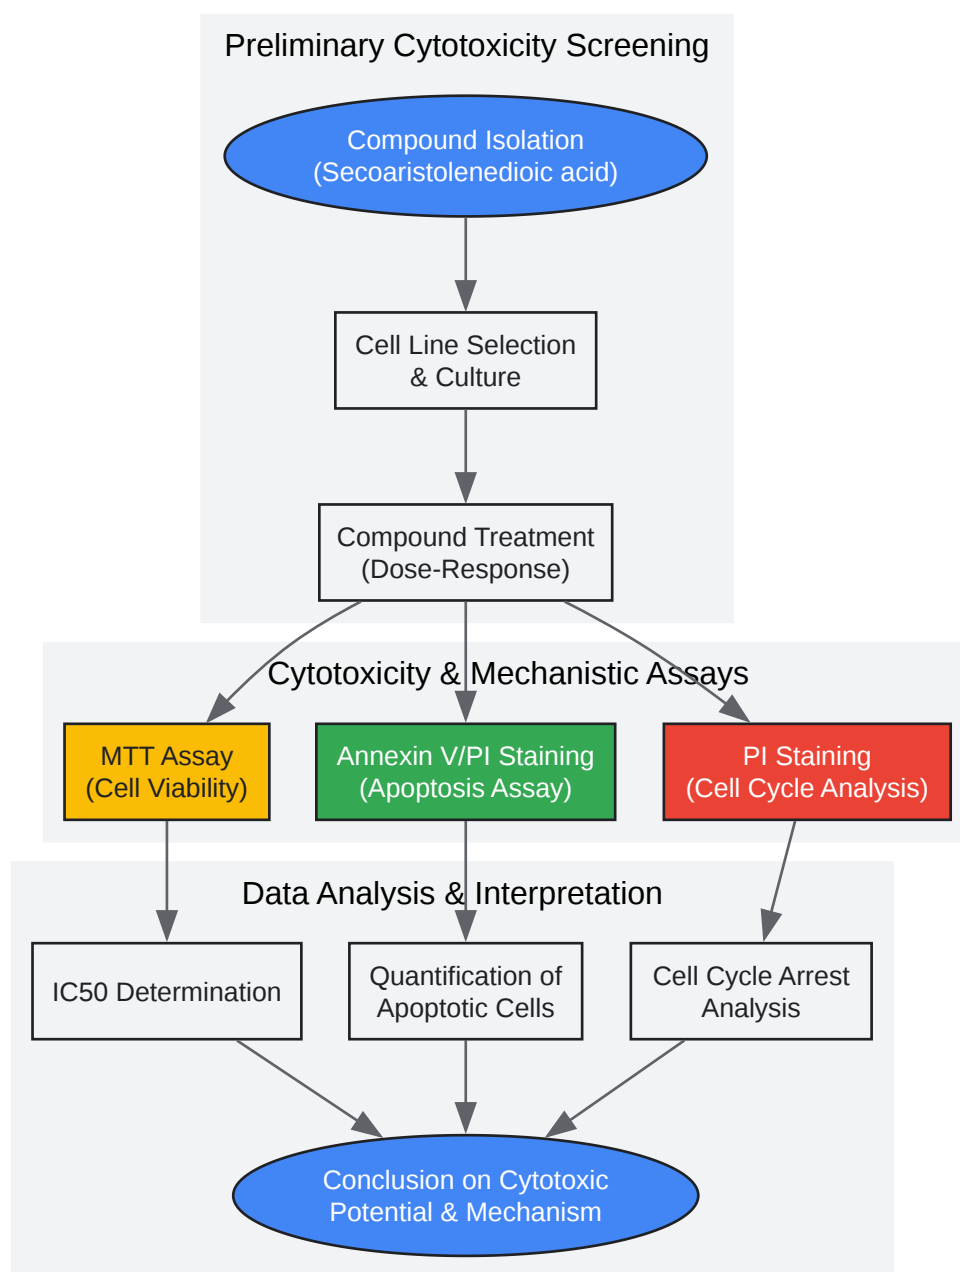 Preliminary Cytotoxicity Screening
Compound Isolation
(Secoaristolenedioic acid)
Cell Line Selection
& Culture
Compound Treatment
(Dose-Response)
Cytotoxicity & Mechanistic Assays
MTT Assay
(Cell Viability)
Annexin V/PI Staining
(Apoptosis Assay)
PI Staining
(Cell Cycle Analysis)
Data Analysis & Interpretation
IC50 Determination
Quantification of
Apoptotic Cells
Cell Cycle Arrest
Analysis
Conclusion on Cytotoxic
Potential & Mechanism